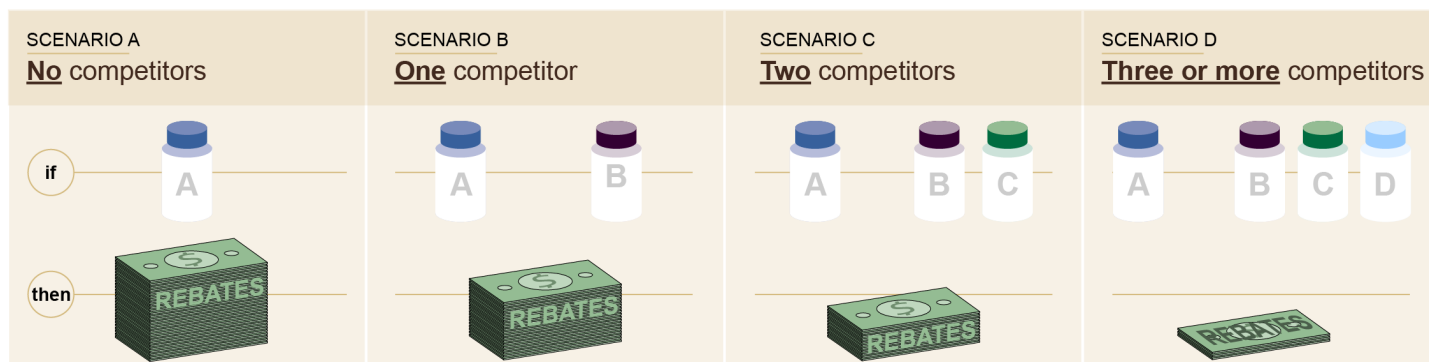 SCENARIO A
No competitors
SCENARIO B
One competitor
SCENARIO C
Two competitors
SCENARIO D
Three or more competitors
if
A
A
B
A
B
C
A
B
C
D
then
$
REBATES
$
REBATES
$
REBATES
REBATES